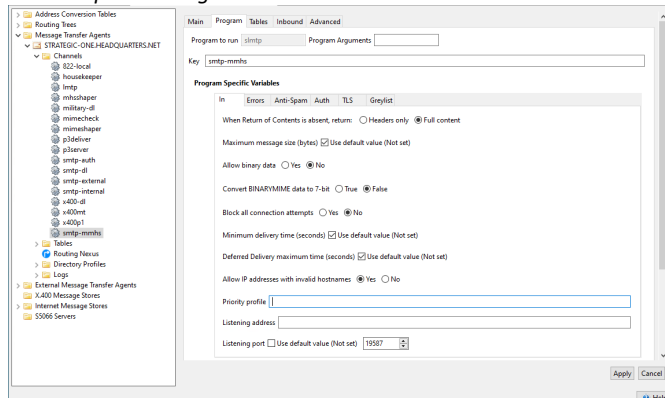 Address Conversion Tables
Routing Trees
Message Transfer Agents
STRATEGIC-ONE.HEADQUARTERS.NET
Channels
822-local
housekeeper
lmtp
mhsshaper
military-dl
mimecheck
mimeshaper
p3deliver
p3server
smtp-auth
smtp-dl
smtp-external
smtp-internal
x400-dl
x400mt
x400p1
smtp-mmhs
Tables
Routing Nexus
Directory Profiles
Logs
External Message Transfer Agents
X.400 Message Stores
Internet Message Stores
S5066 Servers
Main Program Tables Inbound Advanced
Program to run slmtp Program Arguments
Key smtp-mmhs
Program Specific Variables
In Errors Anti-Spam Auth TLS Greylist
When Return of Contents is absent, return: Headers only Full content
Maximum message size (bytes) Use default value (Not set)
Allow binary data Yes No
Convert BINARYMIME data to 7-bit True False
Block all connection attempts Yes No
Minimum delivery time (seconds) Use default value (Not set)
Deferred Delivery maximum time (seconds) Use default value (Not set)
Allow IP addresses with invalid hostnames Yes No
Priority profile
Listening address
Listening port Use default value (Not set) 19587
Apply Cancel